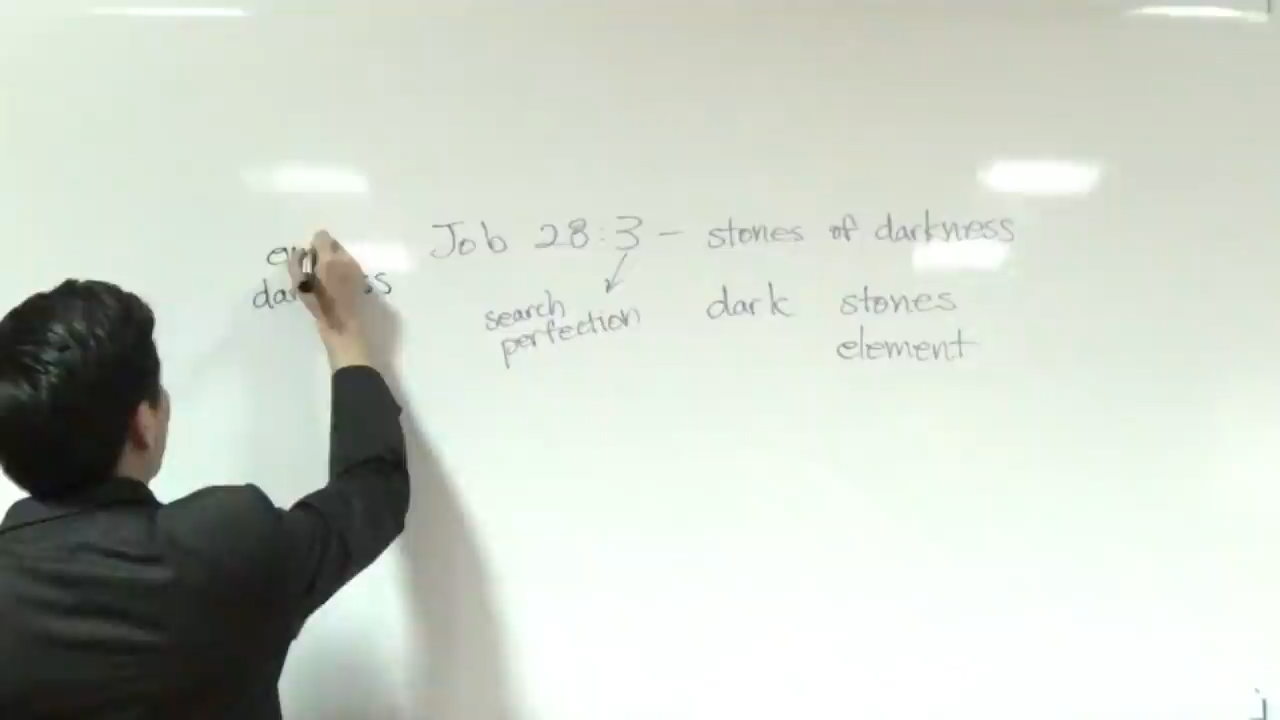 Job 28:3 - stones of darkness
search
perfection
dark stones
element